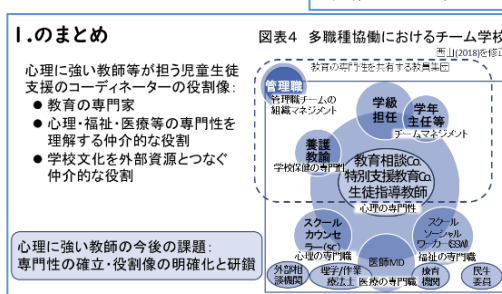 1.のまとめ
心理に強い教師等が担う児童生徒
支援のコーディネーターの役割像:
● 教育の専門家
● 心理・福祉・医療等の専門性を
理解する仲介的な役割
● 学校文化を外部資源とつなぐ
仲介的な役割
心理に強い教師の今後の課題:
専門性の確立・役割像の明確化と研鑽
図表4 多職種協働におけるチーム学校
西山(2018)を修正
教育の専門性を共有する教員集団
管理職
管理職チームの
組織マネジメント
学級
担任
学年
主任等
チームマネジメント
養護
教諭
学校保健の専門性
教育相談Co.
特別支援教育Co.
生徒指導教師
心理の専門性
スクール
カウンセ
ラー(SC)
心理の専門職
スクール
ソーシャル
ワーカー(SSW)
福祉の専門職
医師MD
医療の専門職
外部相
談機関
理学/作業
療法士
療育
機関
民生
委員